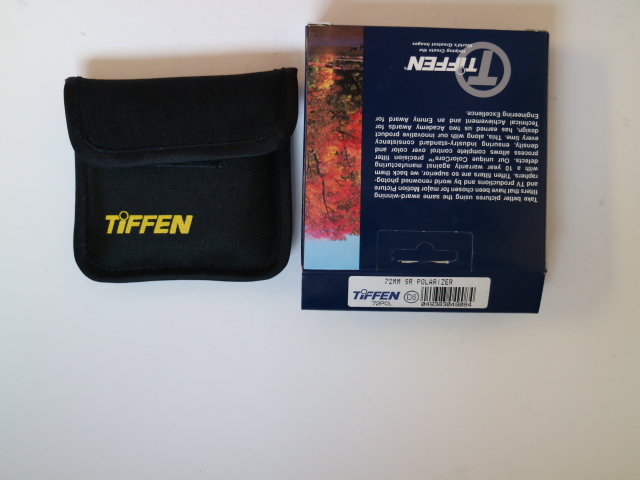 TIFFEN
TIFFEN
Helping Create the
World's Greatest Images
Take better pictures using the same award-winning
filters that have been chosen for major Motion Picture
and TV productions and by world renowned photog-
raphers. Tiffen filters are so superior, we back them
with a 10 year warranty against manufacturing
defects. Our unique ColorCore™ precision filter
process allows complete control over color and
density, ensuring industry-standard consistency
every time. This, along with our innovative product
design, has earned us two Academy Awards for
Technical Achievement and an Emmy Award for
Engineering Excellence.
72MM SR POLARIZER
TIFFEN
D6
72POL